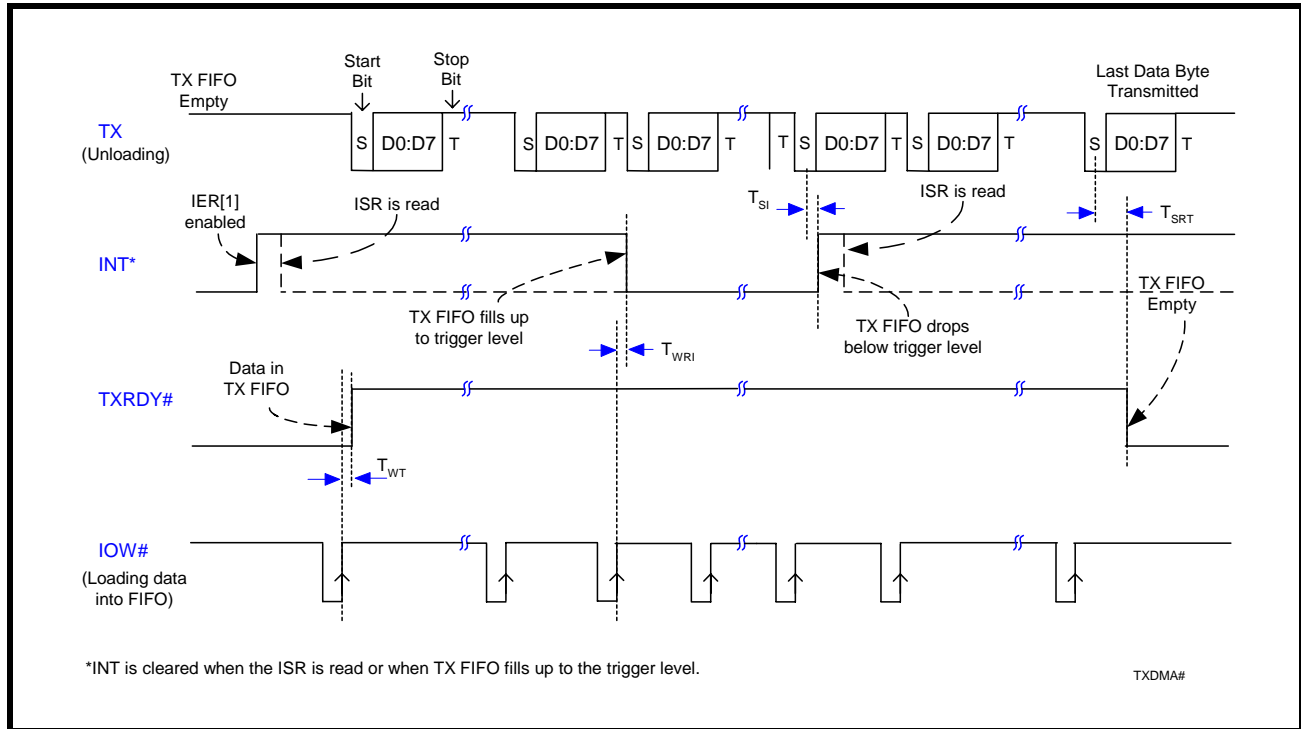 Start
Bit
Stop
Bit
TX FIFO
Empty
Last Data Byte
Transmitted
TX
(Unloading)
S D0:D7 T S D0:D7 T S D0:D7 T T S D0:D7 T S D0:D7 T S D0:D7 T
IER[1]
enabled
ISR is read
TSI
ISR is read
TSRT
INT*
TX FIFO fills up
to trigger level
TX FIFO drops
below trigger level
TX FIFO
Empty
TWRI
Data in
TX FIFO
TXRDY#
TWT
IOW#
(Loading data
into FIFO)
*INT is cleared when the ISR is read or when TX FIFO fills up to the trigger level.
TXDMA#